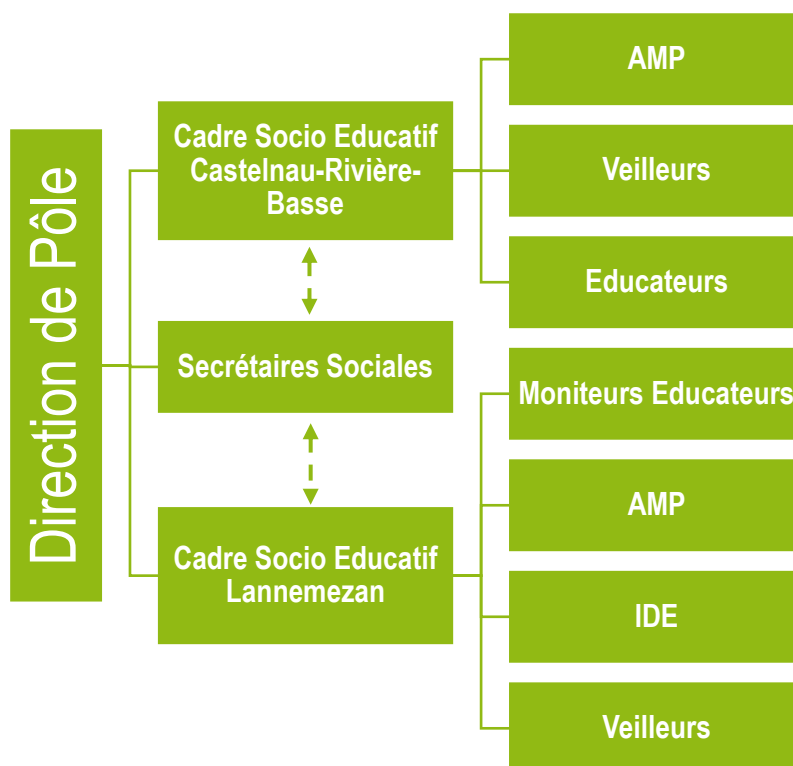 Direction de Pôle
Cadre Socio Educatif
Castelnau-Rivière-
Basse
Secrétaires Sociales
Cadre Socio Educatif
Lannemezan
AMP
Veilleurs
Educateurs
Moniteurs Educateurs
AMP
IDE
Veilleurs